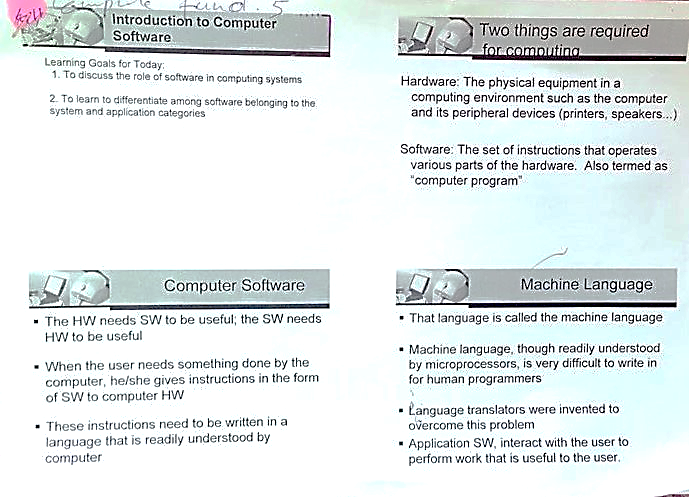 fund. 5
Introduction to Computer
Software
Learning Goals for Today:
1. To discuss the role of software in computing systems
2. To learn to differentiate among software belonging to the
system and application categories
Two things are required
for computing
Hardware: The physical equipment in a
computing environment such as the computer
and its peripheral devices (printers, speakers...)
Software: The set of instructions that operates
various parts of the hardware. Also termed as
"computer program"
Computer Software
▪ The HW needs SW to be useful; the SW needs
HW to be useful
▪ When the user needs something done by the
computer, he/she gives instructions in the form
of SW to computer HW
▪ These instructions need to be written in a
language that is readily understood by
computer
Machine Language
▪ That language is called the machine language
▪ Machine language, though readily understood
by microprocessors, is very difficult to write in
for human programmers
▪ Language translators were invented to
overcome this problem
▪ Application SW, interact with the user to
perform work that is useful to the user.